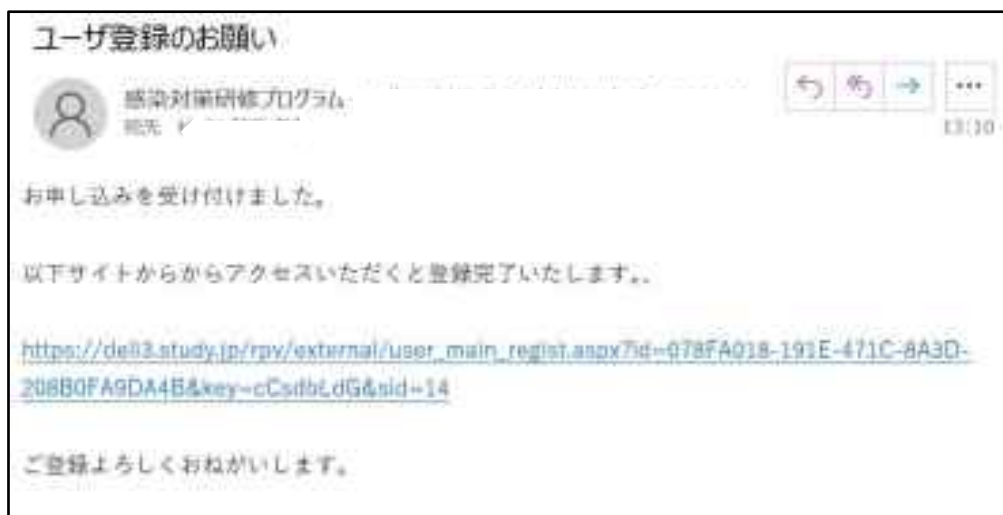 ユーザ登録のお願い
感染対策研修プログラム
宛先
13:10
お申し込みを受け付けました。
以下サイトからからアクセスいただくと登録完了いたします。.
https://deli3.study.jp/rpv/external/user_main_regist.aspx?id=078FA018-191E-471C-8A3D-
208B0FA9DA4B&key=cCsdbLdG&sid=14
ご登録よろしくおねがいします。